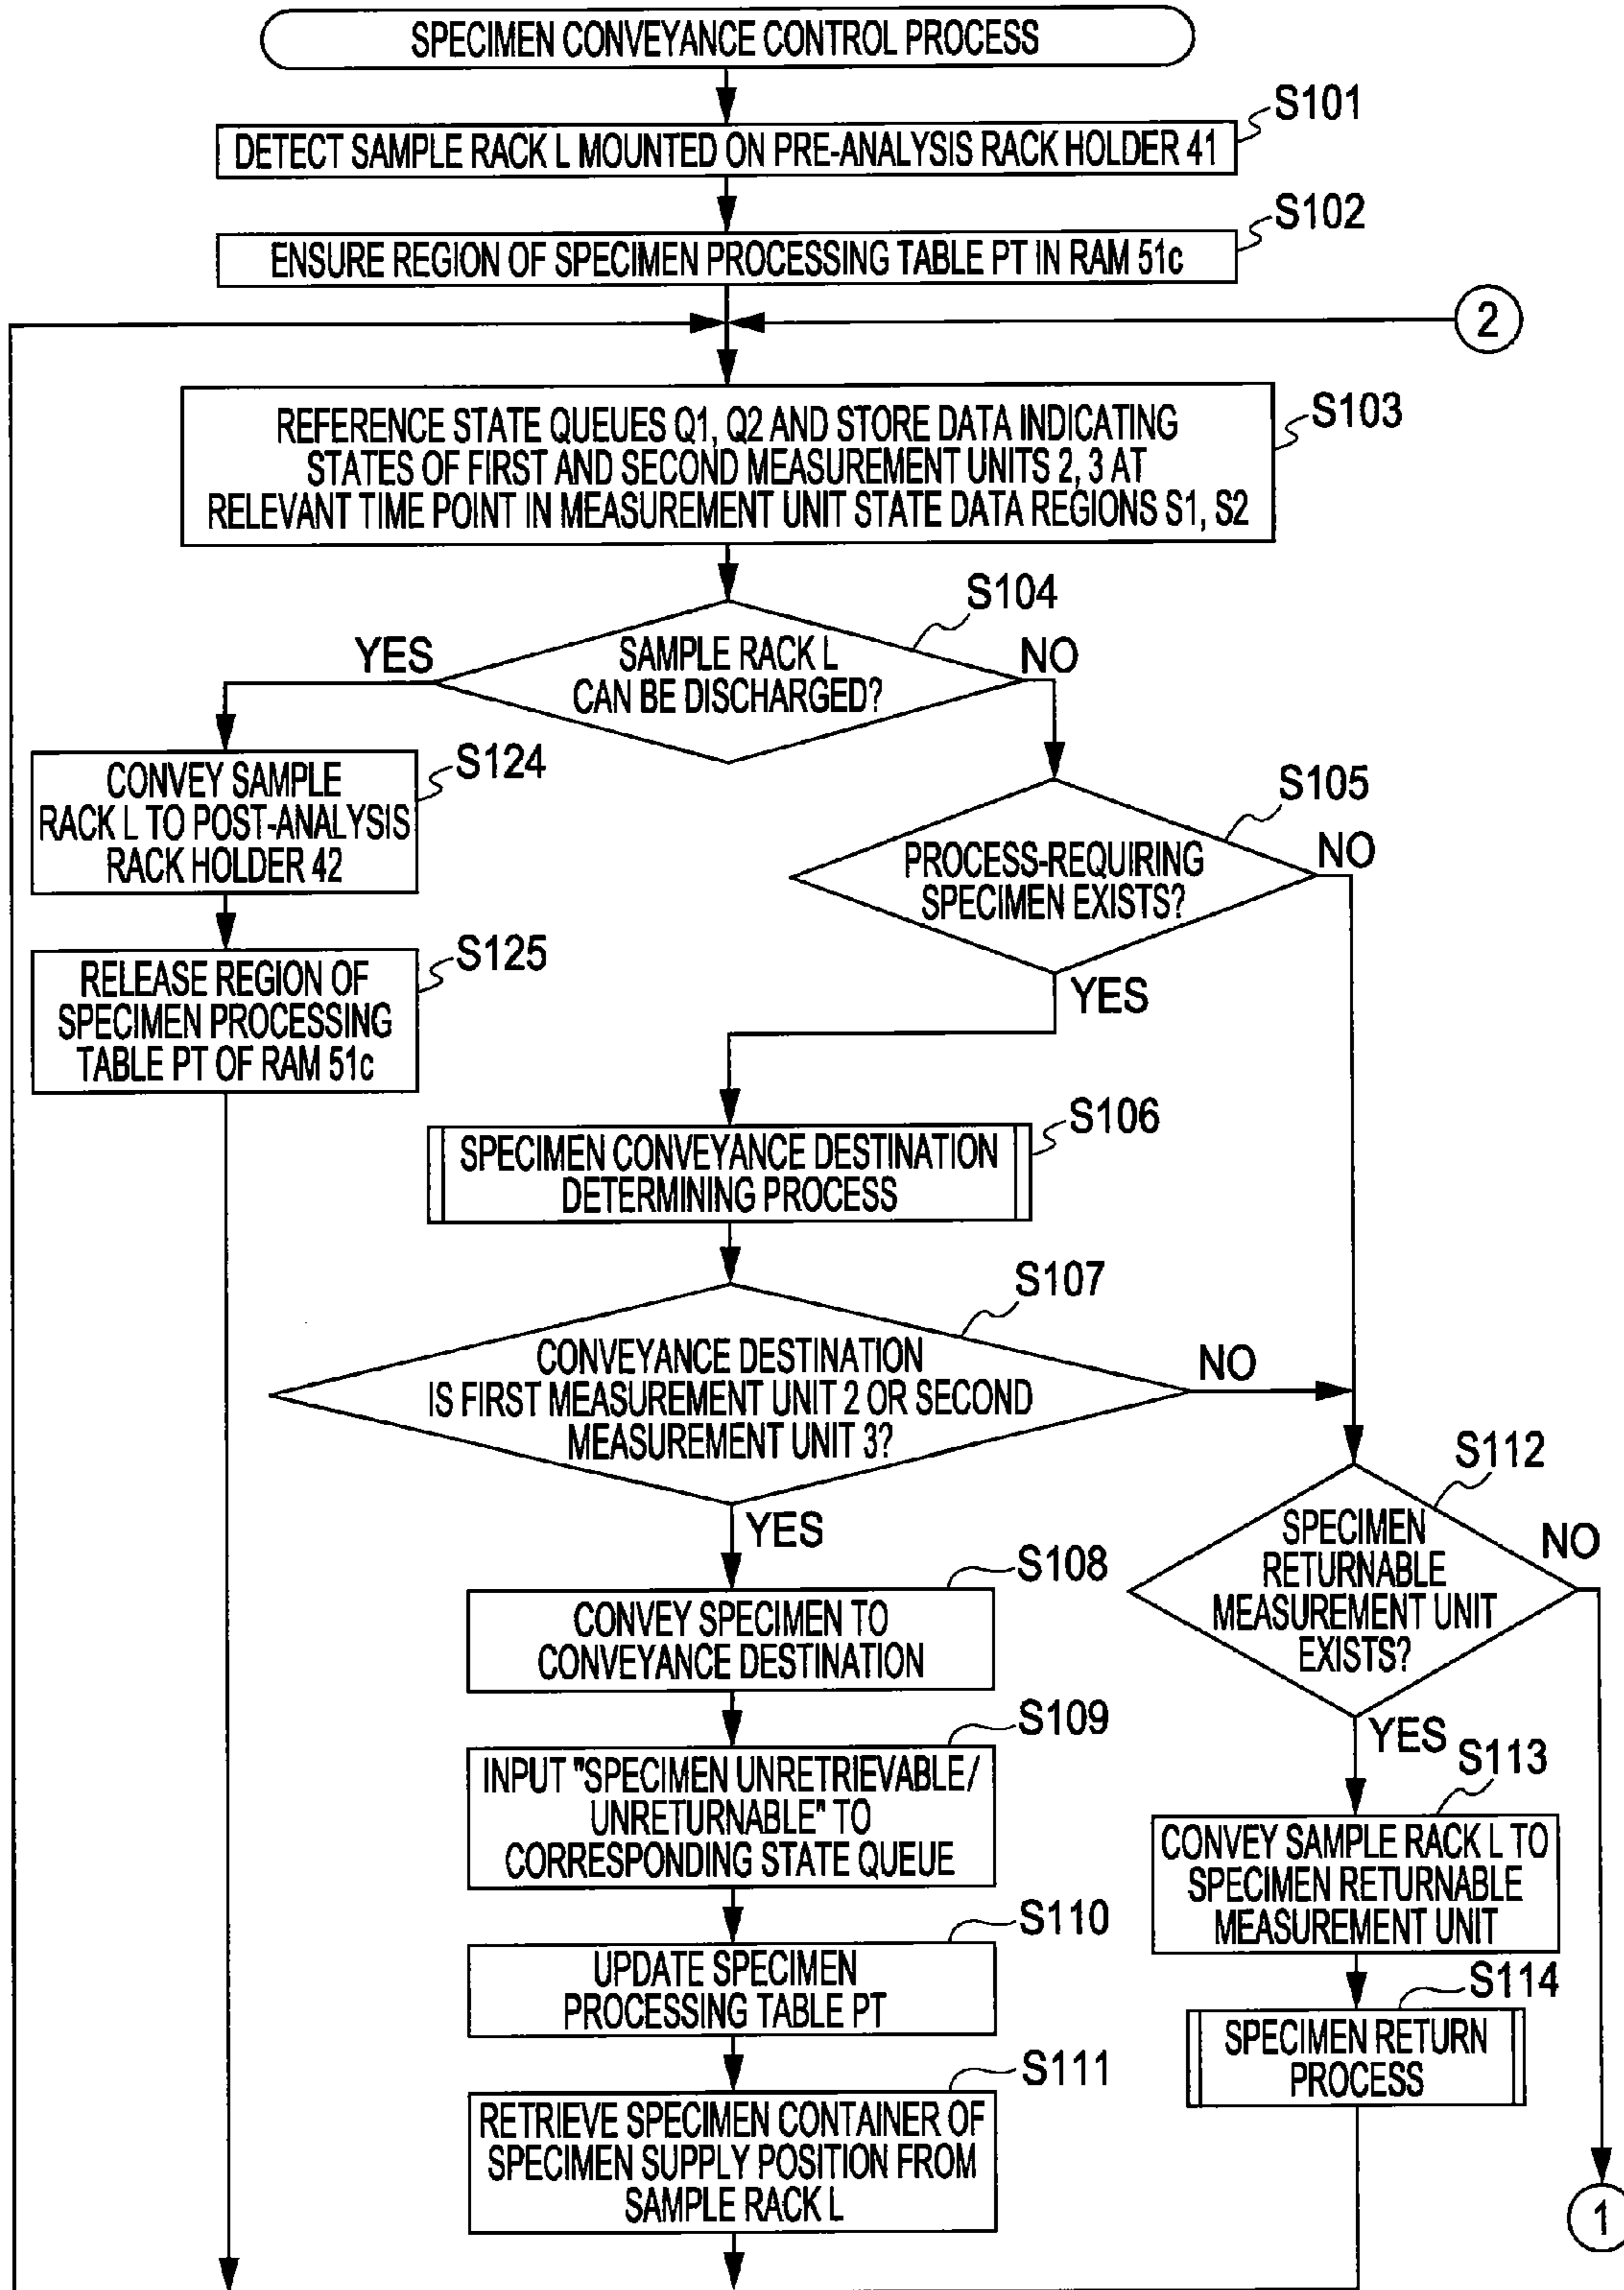 SPECIMEN CONVEYANCE CONTROL PROCESS
S101
DETECT SAMPLE RACK L MOUNTED ON PRE-ANALYSIS RACK HOLDER 41
S102
ENSURE REGION OF SPECIMEN PROCESSING TABLE PT IN RAM 51c
2
S103
REFERENCE STATE QUEUES Q1, Q2 AND STORE DATA INDICATING
STATES OF FIRST AND SECOND MEASUREMENT UNITS 2, 3 AT
RELEVANT TIME POINT IN MEASUREMENT UNIT STATE DATA REGIONS S1, S2
S104
YES
SAMPLE RACK L
CAN BE DISCHARGED?
NO
S124
CONVEY SAMPLE
RACK L TO POST-ANALYSIS
RACK HOLDER 42
S105
PROCESS-REQUIRING
SPECIMEN EXISTS?
NO
YES
S125
RELEASE REGION OF
SPECIMEN PROCESSING
TABLE PT OF RAM 51c
S106
SPECIMEN CONVEYANCE DESTINATION
DETERMINING PROCESS
S107
CONVEYANCE DESTINATION
IS FIRST MEASUREMENT UNIT 2 OR SECOND
MEASUREMENT UNIT 3?
NO
YES
S112
SPECIMEN
RETURNABLE
MEASUREMENT UNIT
EXISTS?
NO
YES
S108
CONVEY SPECIMEN TO
CONVEYANCE DESTINATION
S109
INPUT "SPECIMEN UNRETRIEVABLE/
UNRETURNABLE" TO
CORRESPONDING STATE QUEUE
S113
CONVEY SAMPLE RACK L TO
SPECIMEN RETURNABLE
MEASUREMENT UNIT
S110
UPDATE SPECIMEN
PROCESSING TABLE PT
S114
SPECIMEN RETURN
PROCESS
S111
RETRIEVE SPECIMEN CONTAINER OF
SPECIMEN SUPPLY POSITION FROM
SAMPLE RACK L
1